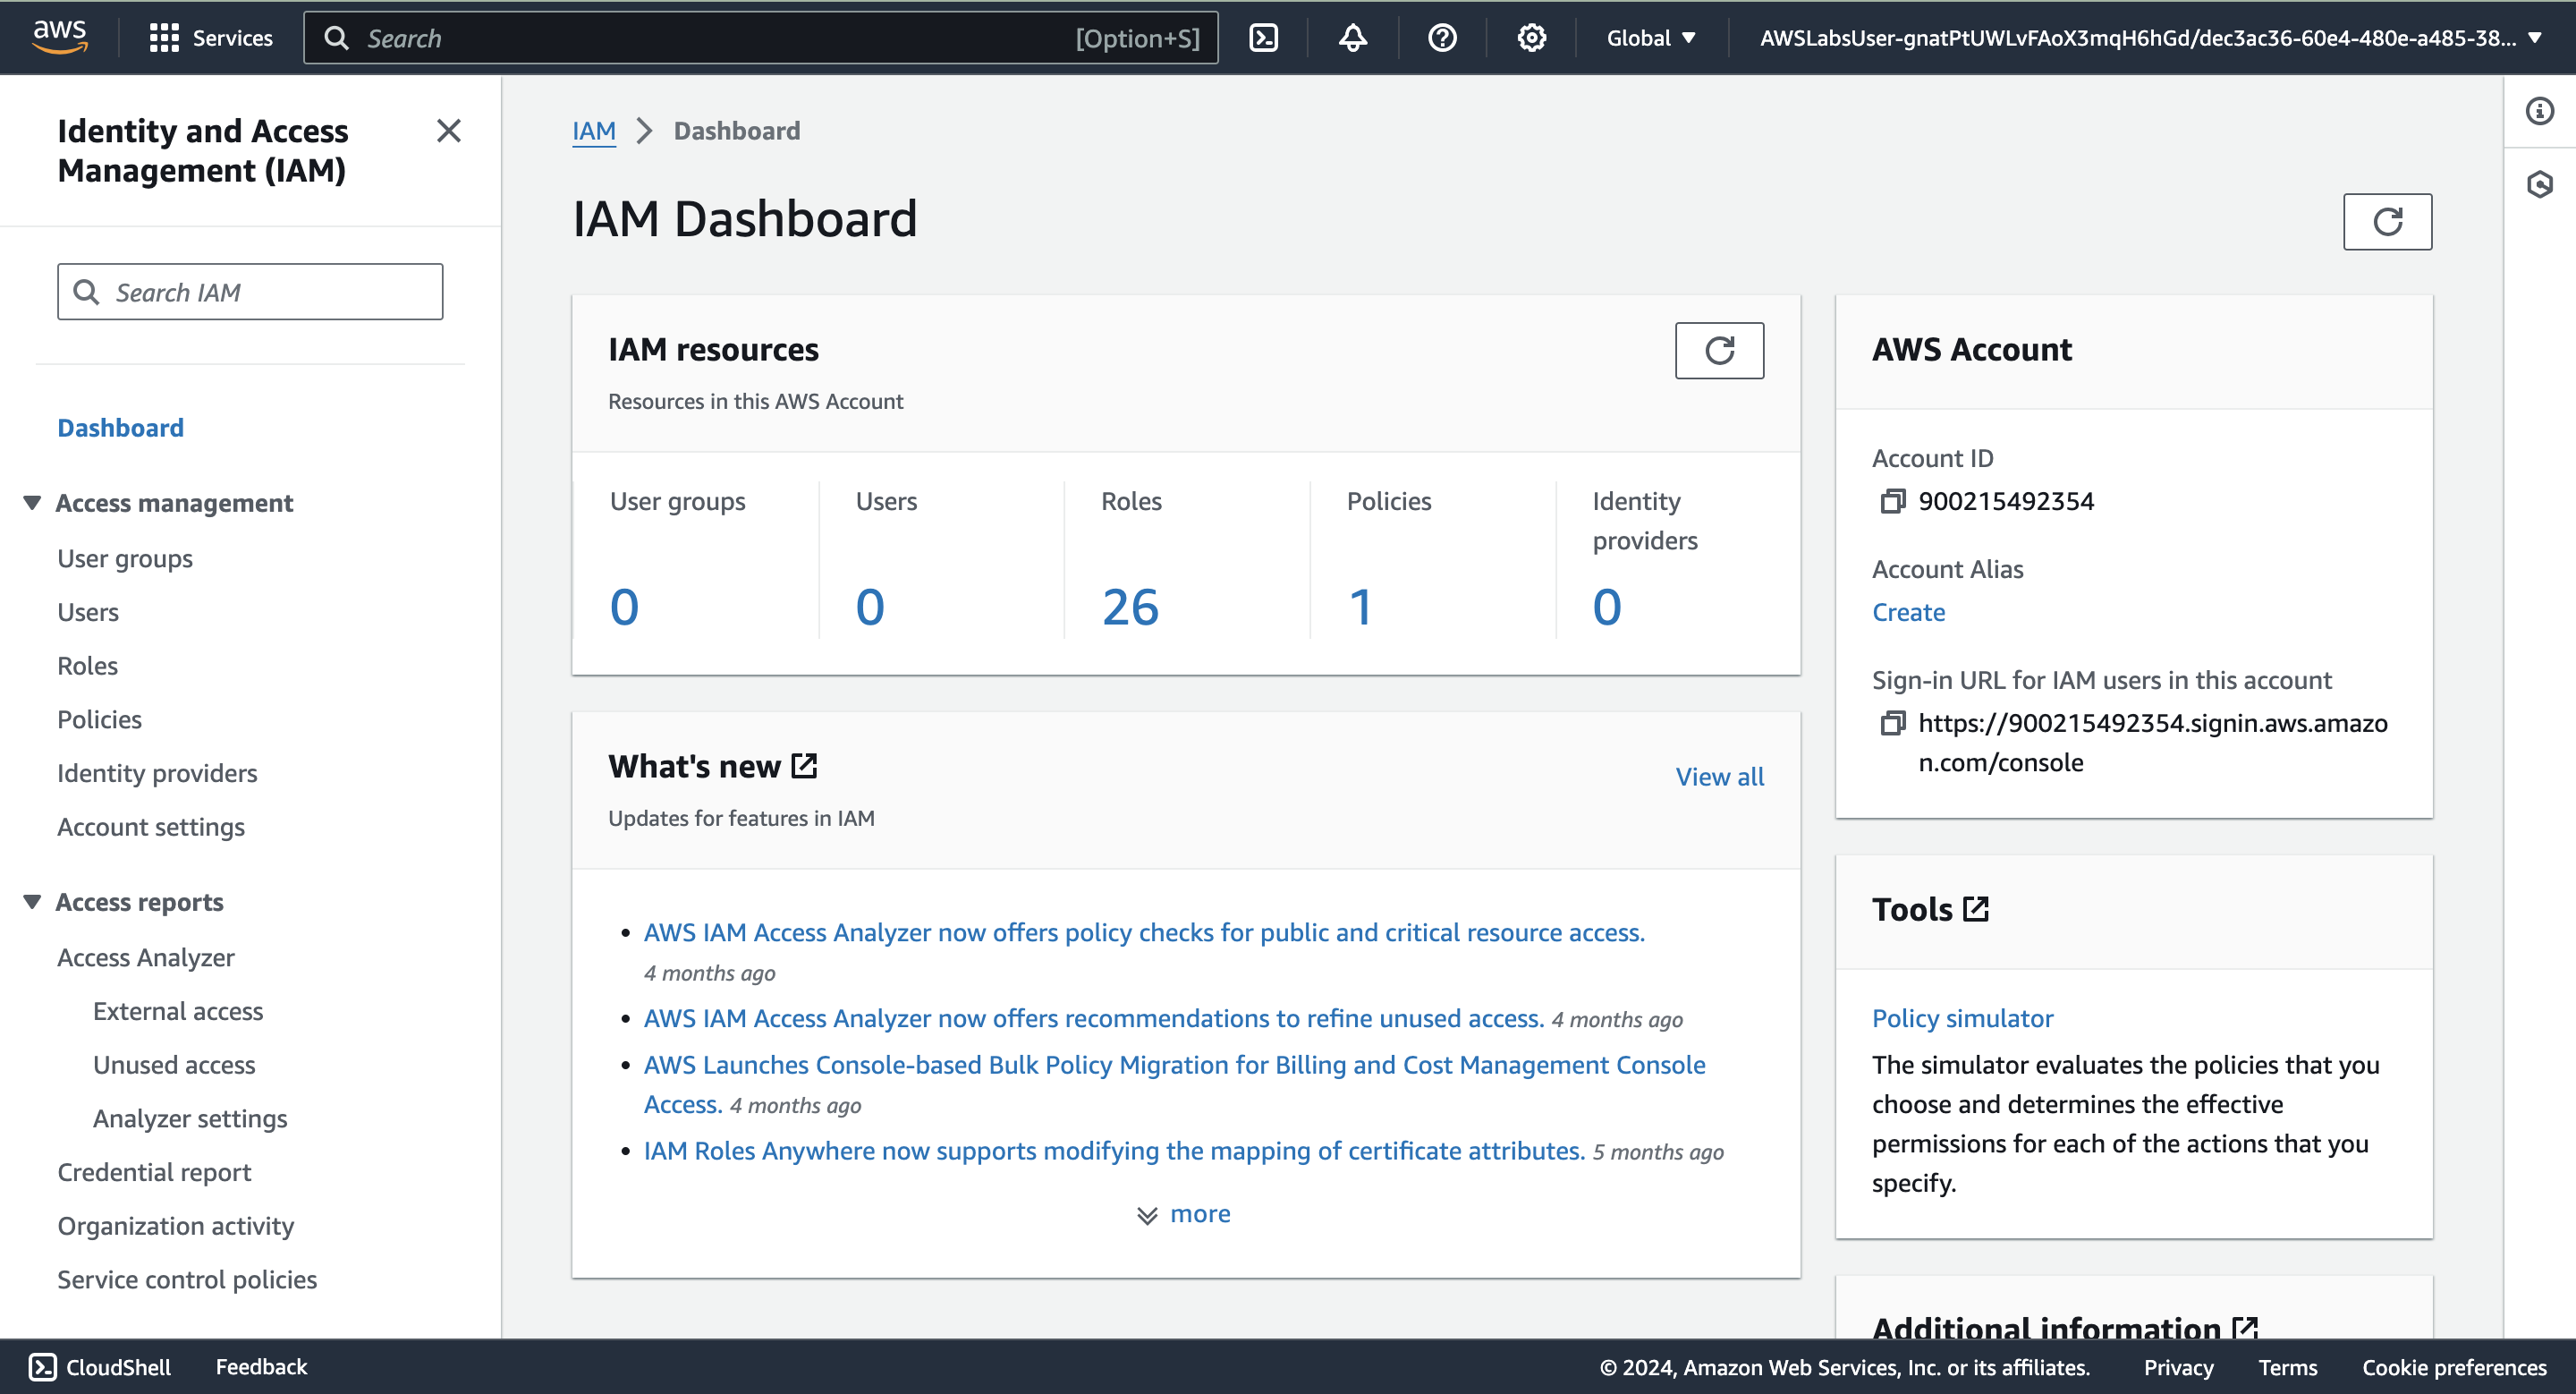 aws
Services
Search
[Option+S]
Global
AWSLabsUser-gnatPtUWLvFAoX3mqH6hGd/dec3ac36-60e4-480e-a485-38...
Identity and Access
Management (IAM)
Search IAM
Dashboard
Access management
User groups
Users
Roles
Policies
Identity providers
Account settings
Access reports
Access Analyzer
External access
Unused access
Analyzer settings
Credential report
Organization activity
Service control policies
IAM
Dashboard
IAM Dashboard
IAM resources
Resources in this AWS Account
User groups
0
Users
0
Roles
26
Policies
1
Identity
providers
0
What's new
View all
Updates for features in IAM
AWS IAM Access Analyzer now offers policy checks for public and critical resource access.
4 months ago
AWS IAM Access Analyzer now offers recommendations to refine unused access. 4 months ago
AWS Launches Console-based Bulk Policy Migration for Billing and Cost Management Console
Access. 4 months ago
IAM Roles Anywhere now supports modifying the mapping of certificate attributes. 5 months ago
more
AWS Account
Account ID
900215492354
Account Alias
Create
Sign-in URL for IAM users in this account
https://900215492354.signin.aws.amazo
n.com/console
Tools
Policy simulator
The simulator evaluates the policies that you
choose and determines the effective
permissions for each of the actions that you
specify.
Additional information
CloudShell
Feedback
© 2024, Amazon Web Services, Inc. or its affiliates.
Privacy
Terms
Cookie preferences